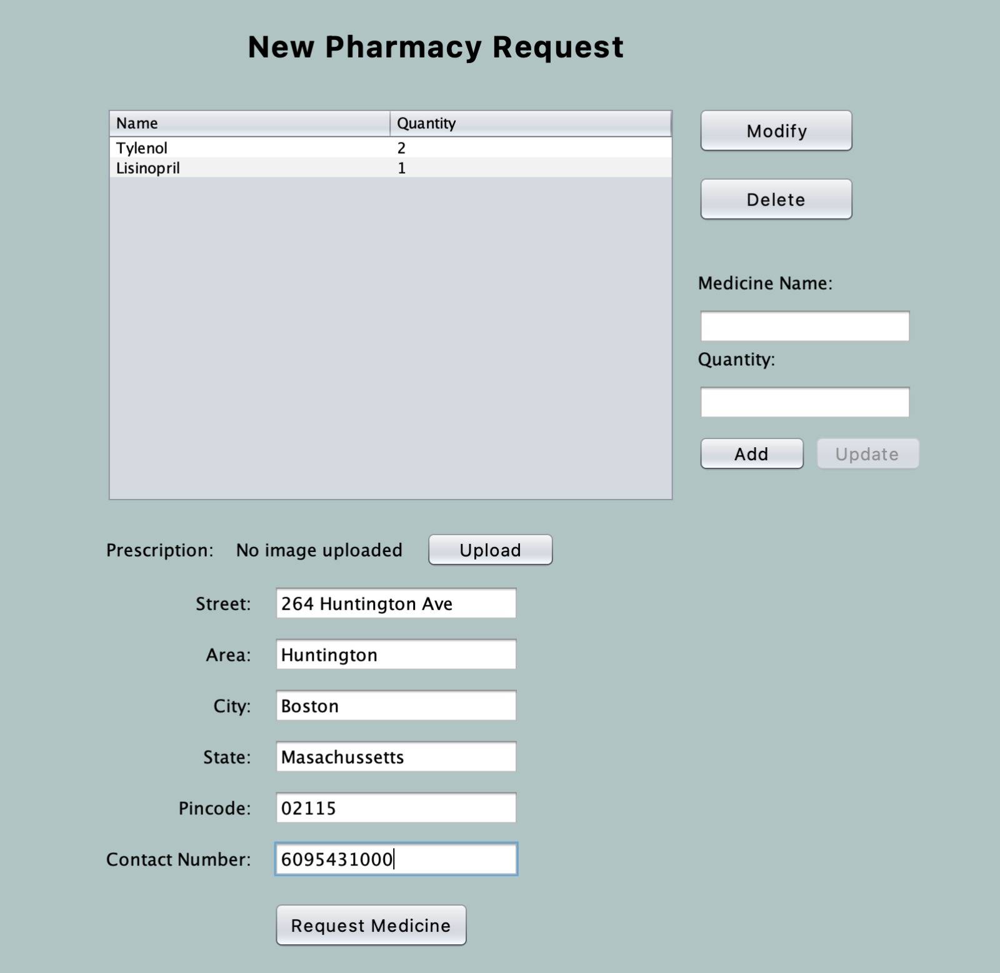 New Pharmacy Request
Name Quantity
Tylenol 2
Lisinopril 1
Modify
Delete
Medicine Name:
Quantity:
Add Update
Prescription: No image uploaded Upload
Street: 264 Huntington Ave
Area: Huntington
City: Boston
State: Masachussetts
Pincode: 02115
Contact Number: 6095431000
Request Medicine